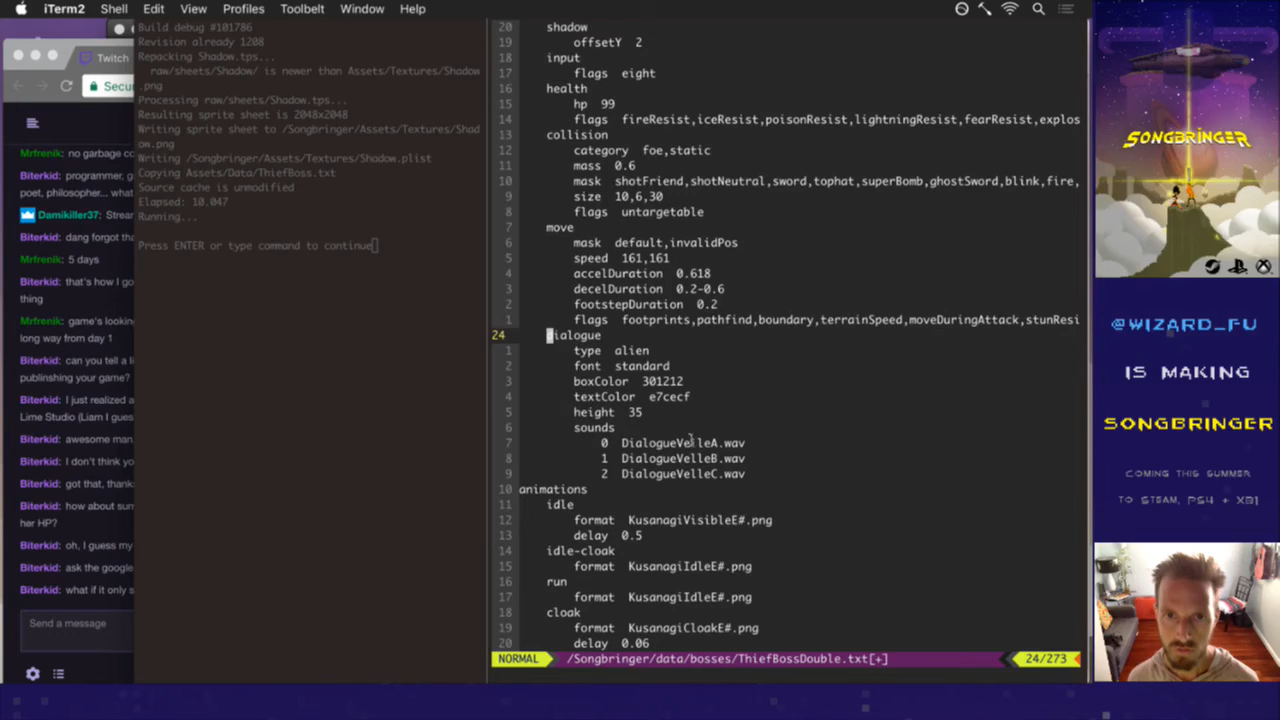 iTerm2 Shell Edit View Profiles Toolbelt Window Help
Twitch
Secu
Mrfrenik: no garbage co
Biterkid: programmer, g
poet, philosopher... what
Damikiller37: Strean
Biterkid: dang forgot tha
Mrfrenik: 5 days
Biterkid: that's how I go
thing
Mrfrenik: game's lookin
long way from day 1
Biterkid: can you tell a li
publinshing your game?
Biterkid: I just realized a
Lime Studio (Liam I gues
Biterkid: awesome man.
Biterkid: I don't think yo
Biterkid: got that, thanks
Biterkid: how about sum
her HP?
Biterkid: oh, I guess my
Biterkid: ask the google
Biterkid: what if it only s
Send a message
Build debug #101786
Revision already 1208
Repacking Shadow.tps...
raw/sheets/Shadow/ is newer than Assets/Textures/Shadow
.png
Processing raw/sheets/Shadow.tps...
Resulting sprite sheet is 2048x2048
Writing sprite sheet to /Songbringer/Assets/Textures/Shad
ow.png
Writing /Songbringer/Assets/Textures/Shadow.plist
Copying Assets/Data/ThiefBoss.txt
Source cache is unmodified
Elapsed: 10.047
Running...
Press ENTER or type command to continue
20 shadow
19 offsetY 2
18 input
17 flags eight
16 health
15 hp 99
14 flags fireResist,iceResist,poisonResist,lightningResist,fearResist,explos
13 collision
12 category foe,static
11 mass 0.6
10 mask shotFriend,shotNeutral,sword,tophat,superBomb,ghostSword,blink,fire,
9 size 10,6,30
8 flags untargetable
7 move
6 mask default,invalidPos
5 speed 161,161
4 accelDuration 0.618
3 decelDuration 0.2-0.6
2 footstepDuration 0.2
1 flags footprints,pathfind,boundary,terrainSpeed,moveDuringAttack,stunResi
24 dialogue
1 type alien
2 font standard
3 boxColor 301212
4 textColor e7cecf
5 height 35
6 sounds
7 0 DialogueVelleA.wav
8 1 DialogueVelleB.wav
9 2 DialogueVelleC.wav
10 animations
11 idle
12 format KusanagiVisibleE#.png
13 delay 0.5
14 idle-cloak
15 format KusanagiIdleE#.png
16 run
17 format KusanagiIdleE#.png
18 cloak
19 format KusanagiCloakE#.png
20 delay 0.06
NORMAL /Songbringer/data/bosses/ThiefBossDouble.txt[+] 24/273
SONGBRINGER
@WIZARD_FU
IS MAKING
SONGBRINGER
COMING THIS SUMMER
TO STEAM, PS4 + XB1